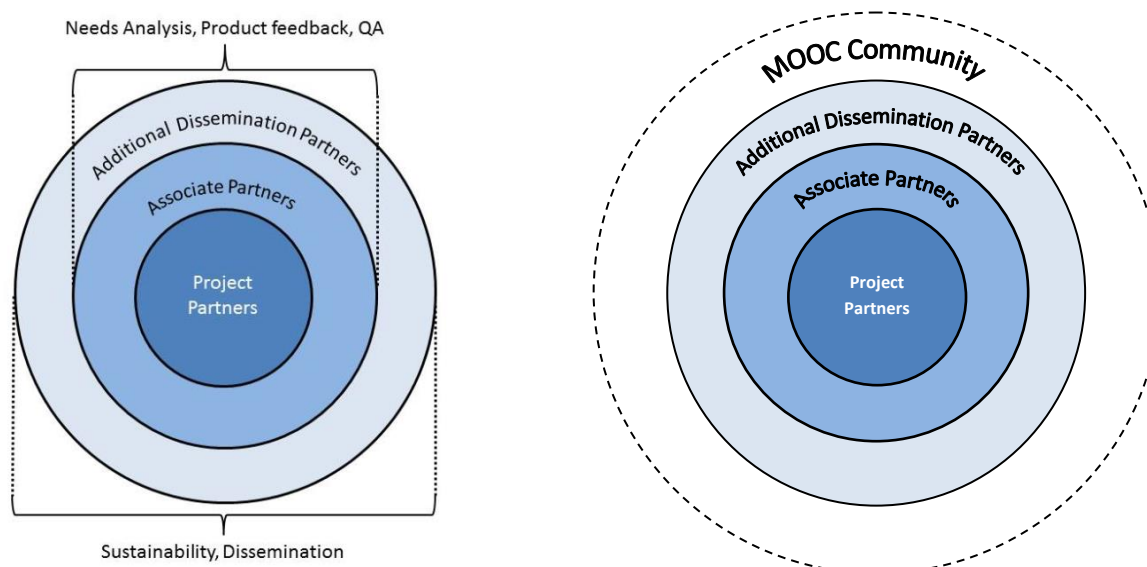 Needs Analysis, Product feedback, QA
Additional Dissemination Partners
Associate Partners
Project
Partners
Sustainability, Dissemination
MOOC Community
Additional Dissemination Partners
Associate Partners
Project
Partners